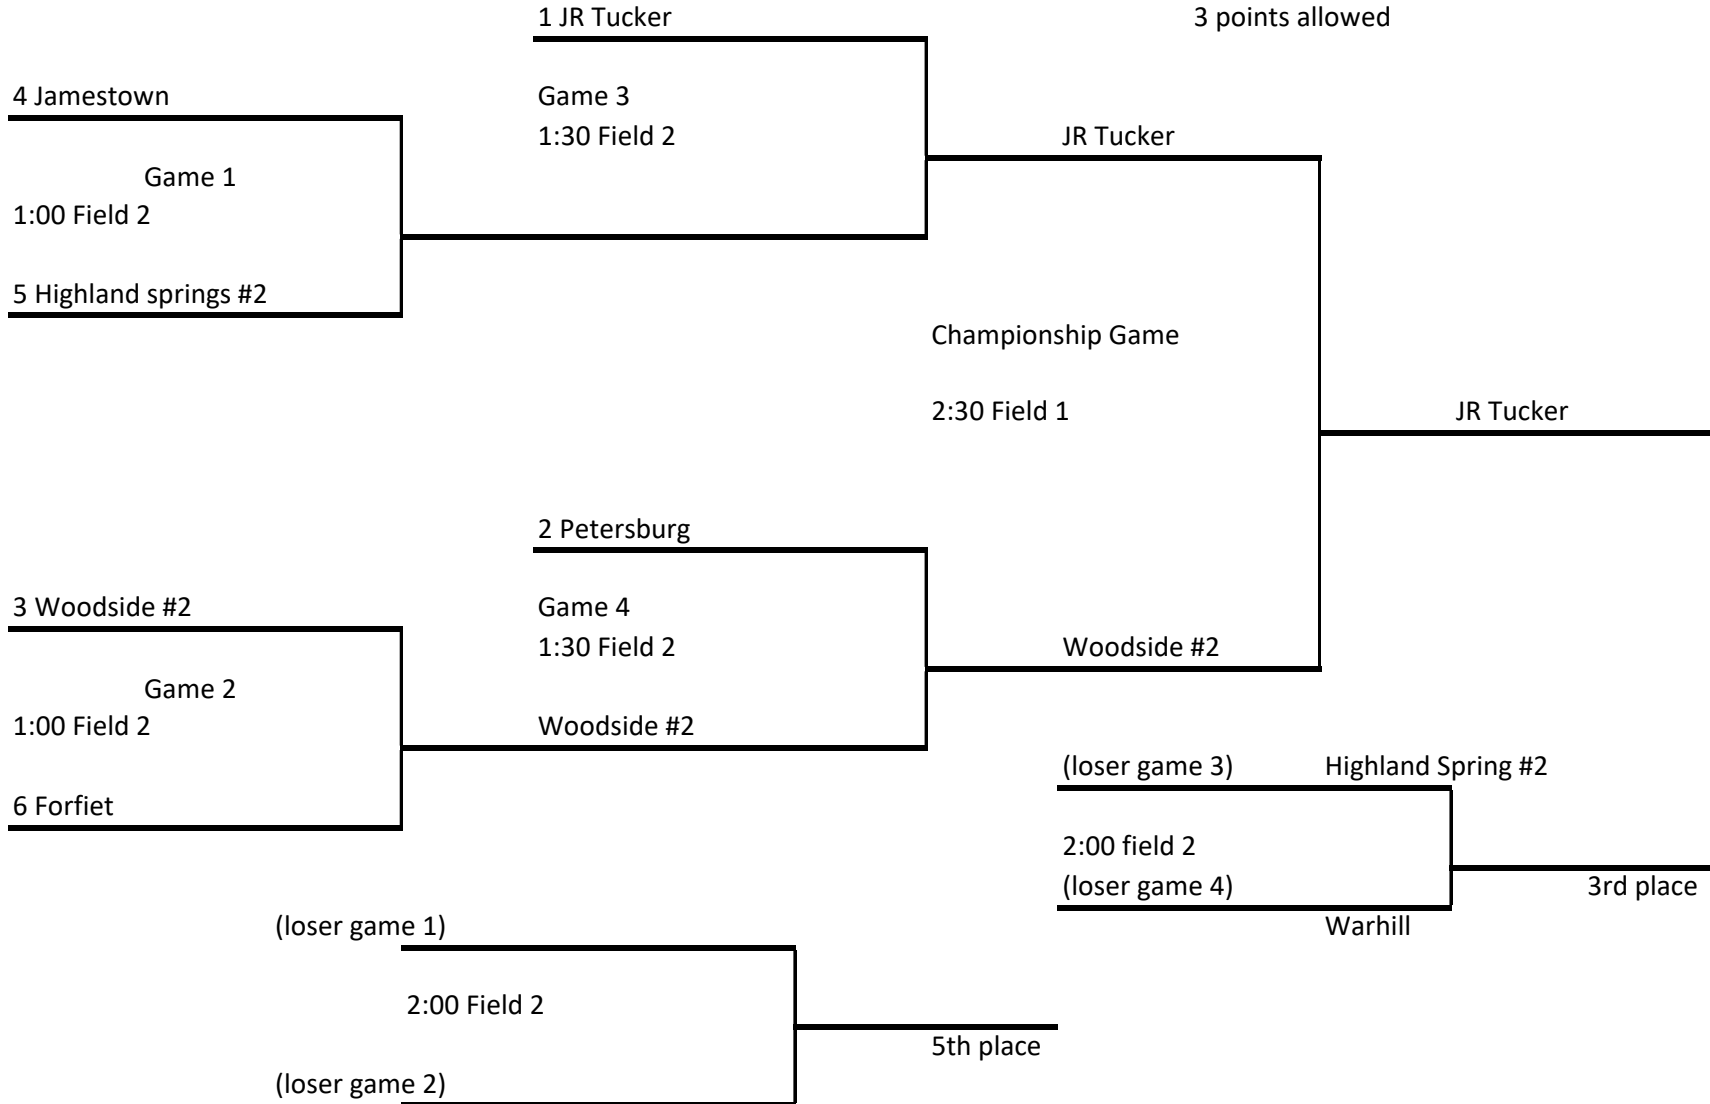 1 JR Tucker
3 points allowed
4 Jamestown
Game 3
1:30 Field 2
JR Tucker
Game 1
1:00 Field 2
5 Highland springs #2
Championship Game
2:30 Field 1
JR Tucker
2 Petersburg
3 Woodside #2
Game 4
1:30 Field 2
Woodside #2
Game 2
1:00 Field 2
Woodside #2
(loser game 3)
Highland Spring #2
6 Forfiet
2:00 field 2
(loser game 4)
3rd place
(loser game 1)
Warhill
2:00 Field 2
5th place
(loser game 2)